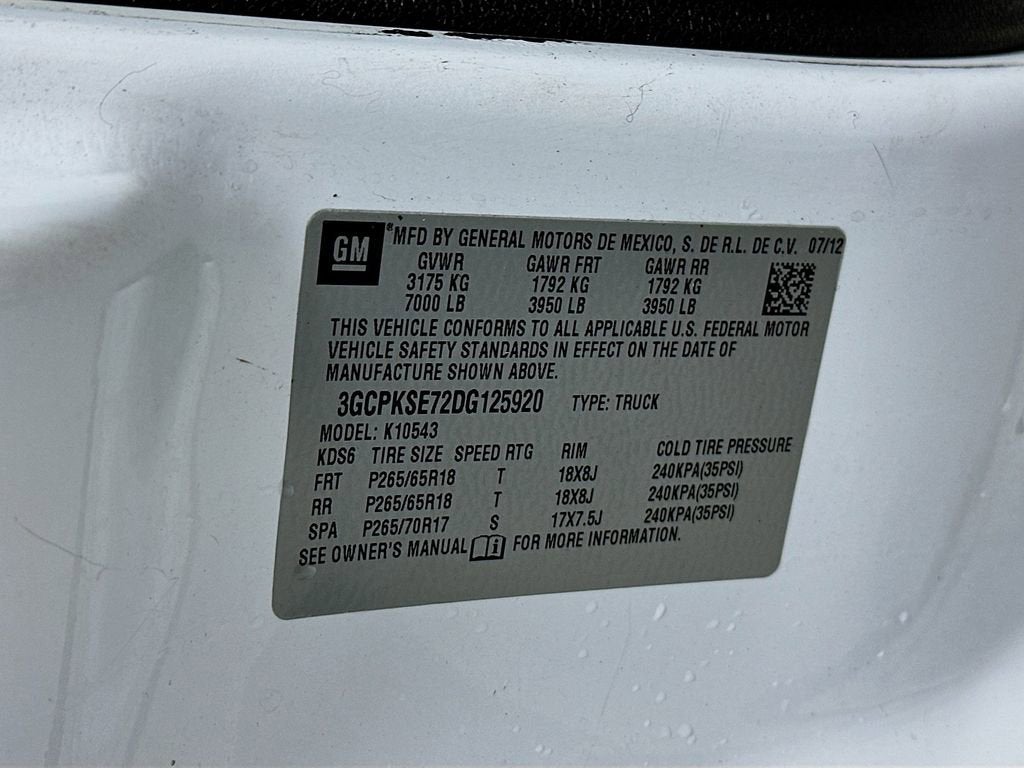 GM ® MFD BY GENERAL MOTORS DE MEXICO, S. DE R.L. DE C.V. 07/12
GVWR GAWR FRT GAWR RR
3175 KG 1792 KG 1792 KG
7000 LB 3950 LB 3950 LB
THIS VEHICLE CONFORMS TO ALL APPLICABLE U.S. FEDERAL MOTOR
VEHICLE SAFETY STANDARDS IN EFFECT ON THE DATE OF
MANUFACTURE SHOWN ABOVE.
3GCPKSE72DG125920 TYPE: TRUCK
MODEL: K10543
KDS6 TIRE SIZE SPEED RTG RIM COLD TIRE PRESSURE
FRT P265/65R18 T 18X8J 240KPA(35PSI)
RR P265/65R18 T 18X8J 240KPA(35PSI)
SPA P265/70R17 S 17X7.5J 240KPA(35PSI)
SEE OWNER'S MANUAL i FOR MORE INFORMATION.